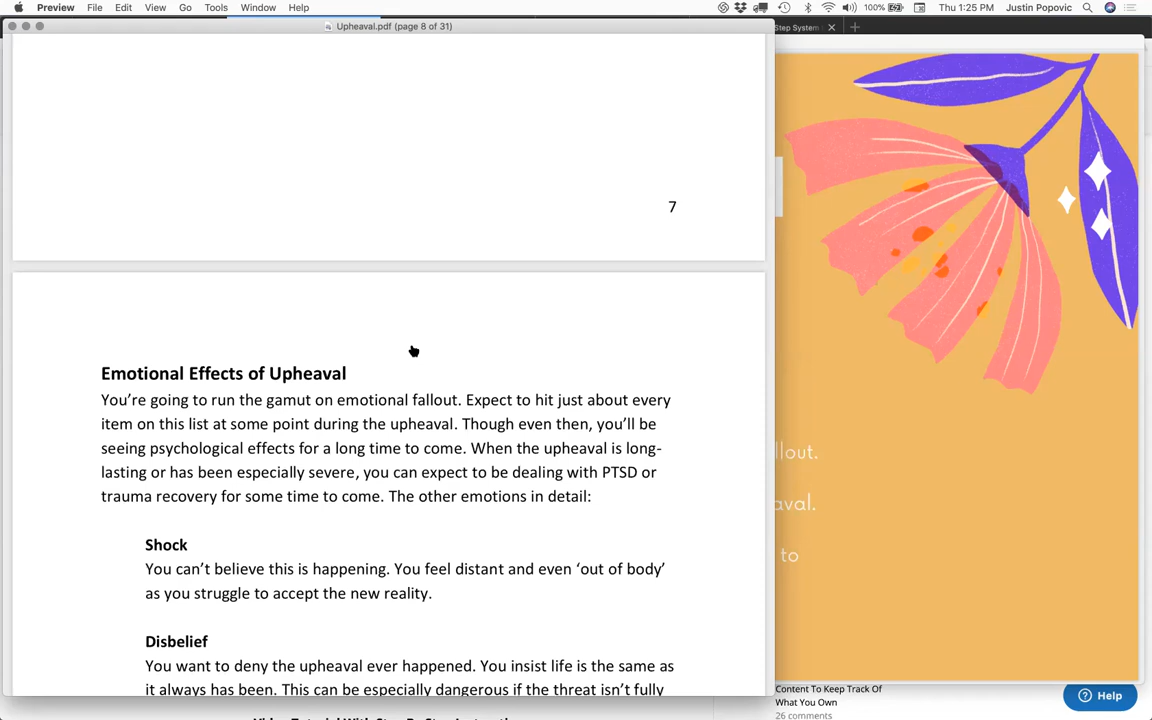 Preview File Edit View Go Tools Window Help 100% Thu 1:25 PM Justin Popovic
Upheaval.pdf (page 8 of 31)
Step System
7
Emotional Effects of Upheaval
You're going to run the gamut on emotional fallout. Expect to hit just about every
item on this list at some point during the upheaval. Though even then, you'll be
seeing psychological effects for a long time to come. When the upheaval is long-
lasting or has been especially severe, you can expect to be dealing with PTSD or
trauma recovery for some time to come. The other emotions in detail:
Shock
You can't believe this is happening. You feel distant and even 'out of body'
as you struggle to accept the new reality.
Disbelief
You want to deny the upheaval ever happened. You insist life is the same as
it always has been. This can be especially dangerous if the threat isn't fully
llout.
aval.
to
Content To Keep Track Of
What You Own
26 comments
Help